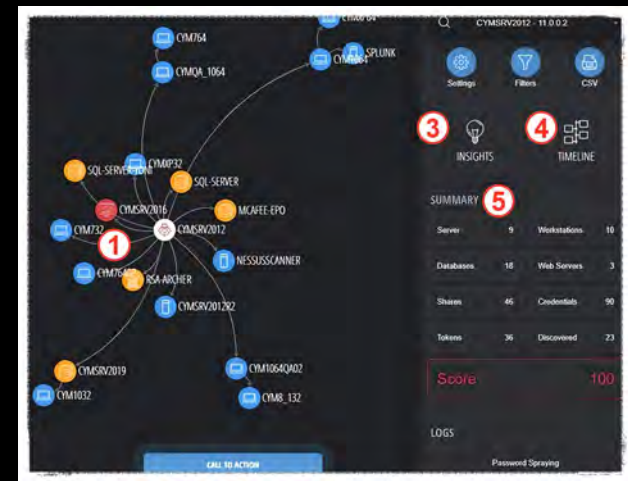 CYM764
CYMQA_1064
SPLUNK
SQL-SERVER
CYMXP32
SQL-SERVER
CYMSRV2016
MCAFEE-EPO
CYM732
1
CYMSRV2012
NESSUSSCANNER
RSA-ARCHER
CYMSRV2012R2
CYMSRV2019
CYM1064QA02
CYM1032
CYM8_132
CALL TO ACTION
CYMSRV2012 - 11.0.0.2
Settings
Filters
CSV
3
4
INSIGHTS
TIMELINE
SUMMARY 5
Server 9 Workstations 10
Databases 18 Web Servers 3
Shares 46 Credentials 90
Tokens 36 Discovered 23
Score 100
LOGS
Password Spraying